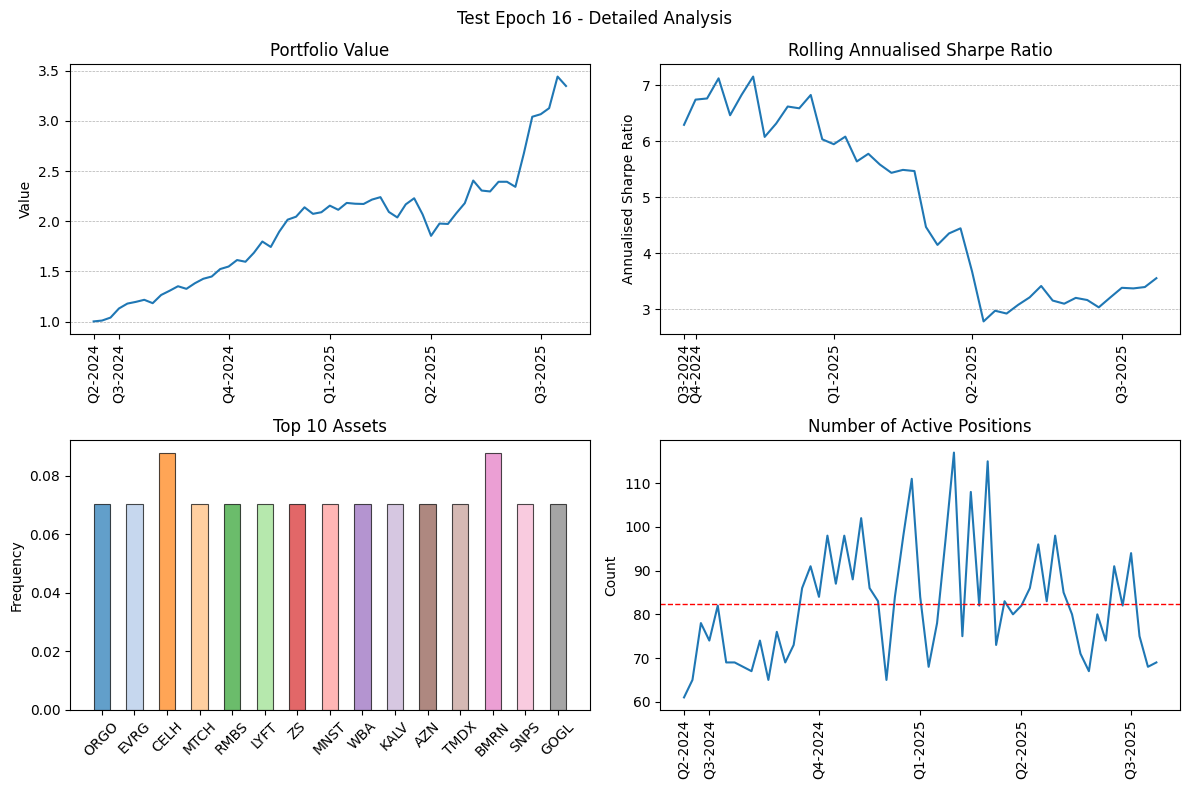 Test Epoch 16 - Detailed Analysis
Portfolio Value
Value
3.5
3.0
2.5
2.0
1.5
1.0
Q2-2024
Q3-2024
Q4-2024
Q1-2025
Q2-2025
Q3-2025
Rolling Annualised Sharpe Ratio
Annualised Sharpe Ratio
7
6
5
4
3
Q3-2024
Q4-2024
Q1-2025
Q2-2025
Q3-2025
Top 10 Assets
Frequency
0.08
0.06
0.04
0.02
0.00
ORGO
EVRG
CELH
MTCH
RMBS
LYFT
ZS
MNST
WBA
KALV
AZN
TMDX
BMRN
SNPS
GOGL
Number of Active Positions
Count
110
100
90
80
70
60
Q2-2024
Q3-2024
Q4-2024
Q1-2025
Q2-2025
Q3-2025